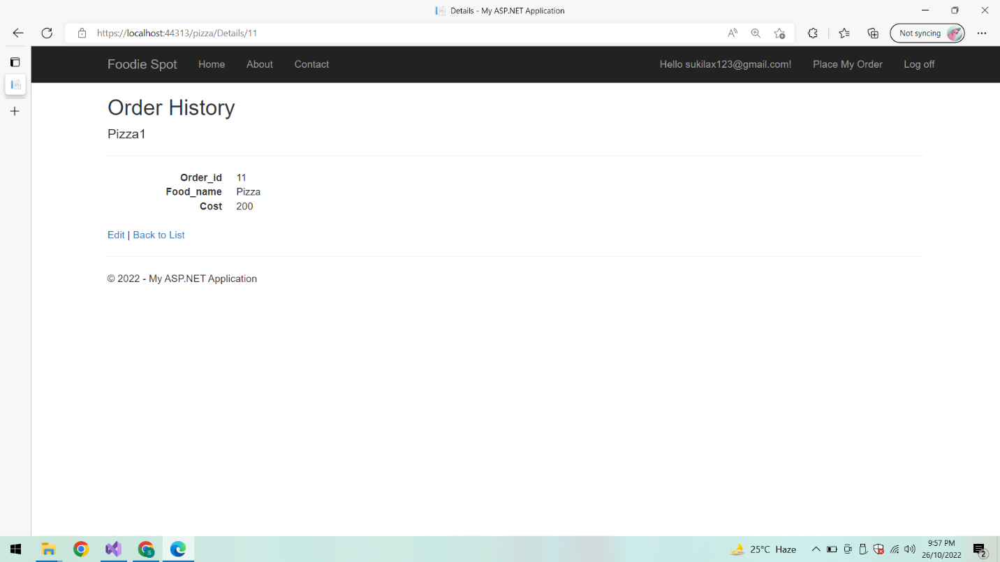 Details - My ASP.NET Application
https://localhost:44313/pizza/Details/11
Not syncing
Foodie Spot Home About Contact Hello sukilax123@gmail.com! Place My Order Log off
Order History
Pizza1
Order_id 11
Food_name Pizza
Cost 200
Edit | Back to List
© 2022 - My ASP.NET Application
25°C Haze
9:57 PM
26/10/2022
2